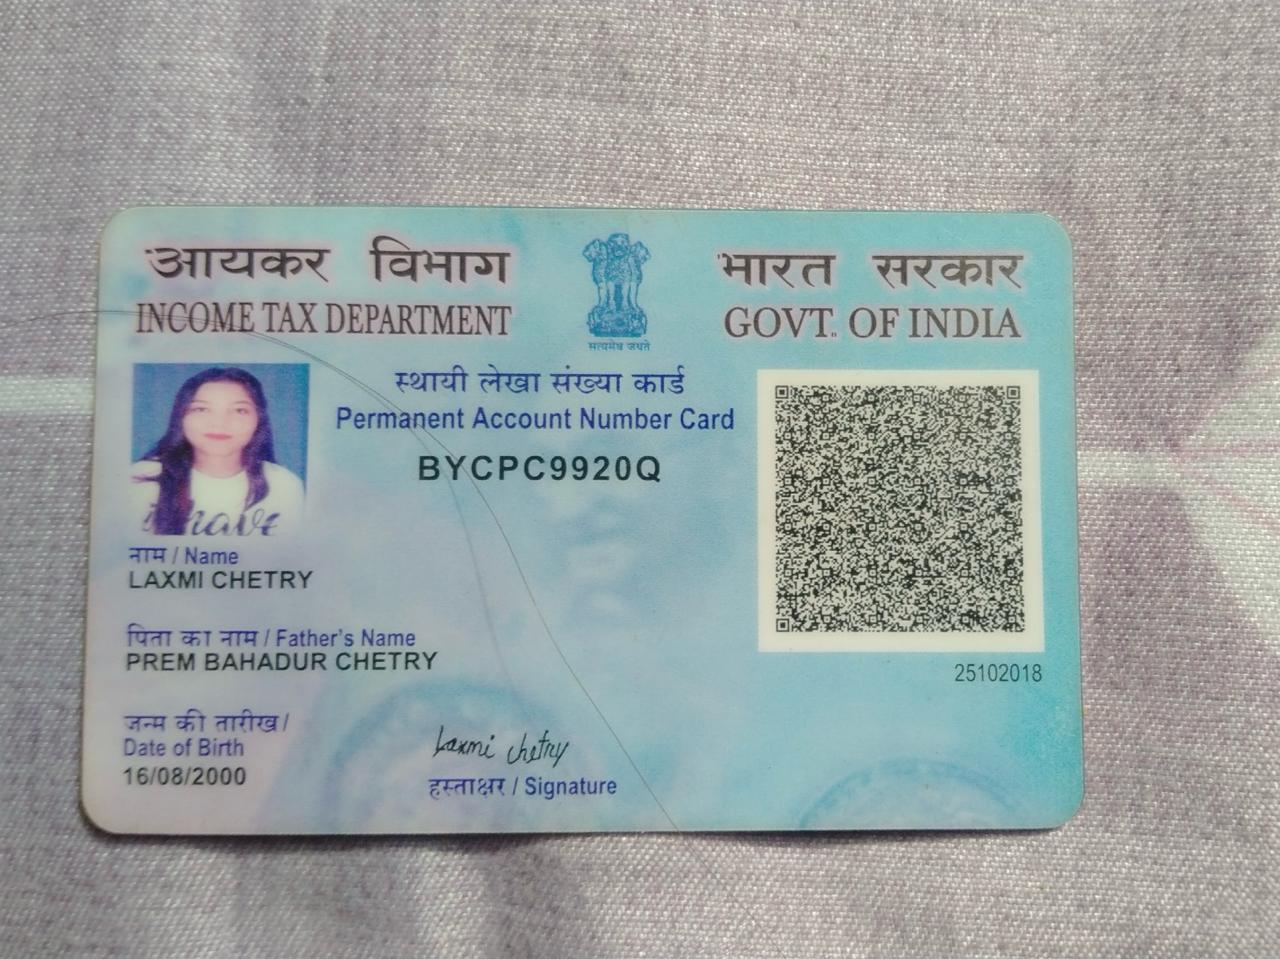 आयकर विभाग
INCOME TAX DEPARTMENT
सत्यमेव जयते
भारत सरकार
GOVT. OF INDIA
स्थायी लेखा संख्या कार्ड
Permanent Account Number Card
BYCPC9920Q
नाम / Name
LAXMI CHETRY
पिता का नाम / Father's Name
PREM BAHADUR CHETRY
25102018
जन्म की तारीख /
Date of Birth
16/08/2000
Laxmi Chetry
हस्ताक्षर / Signature